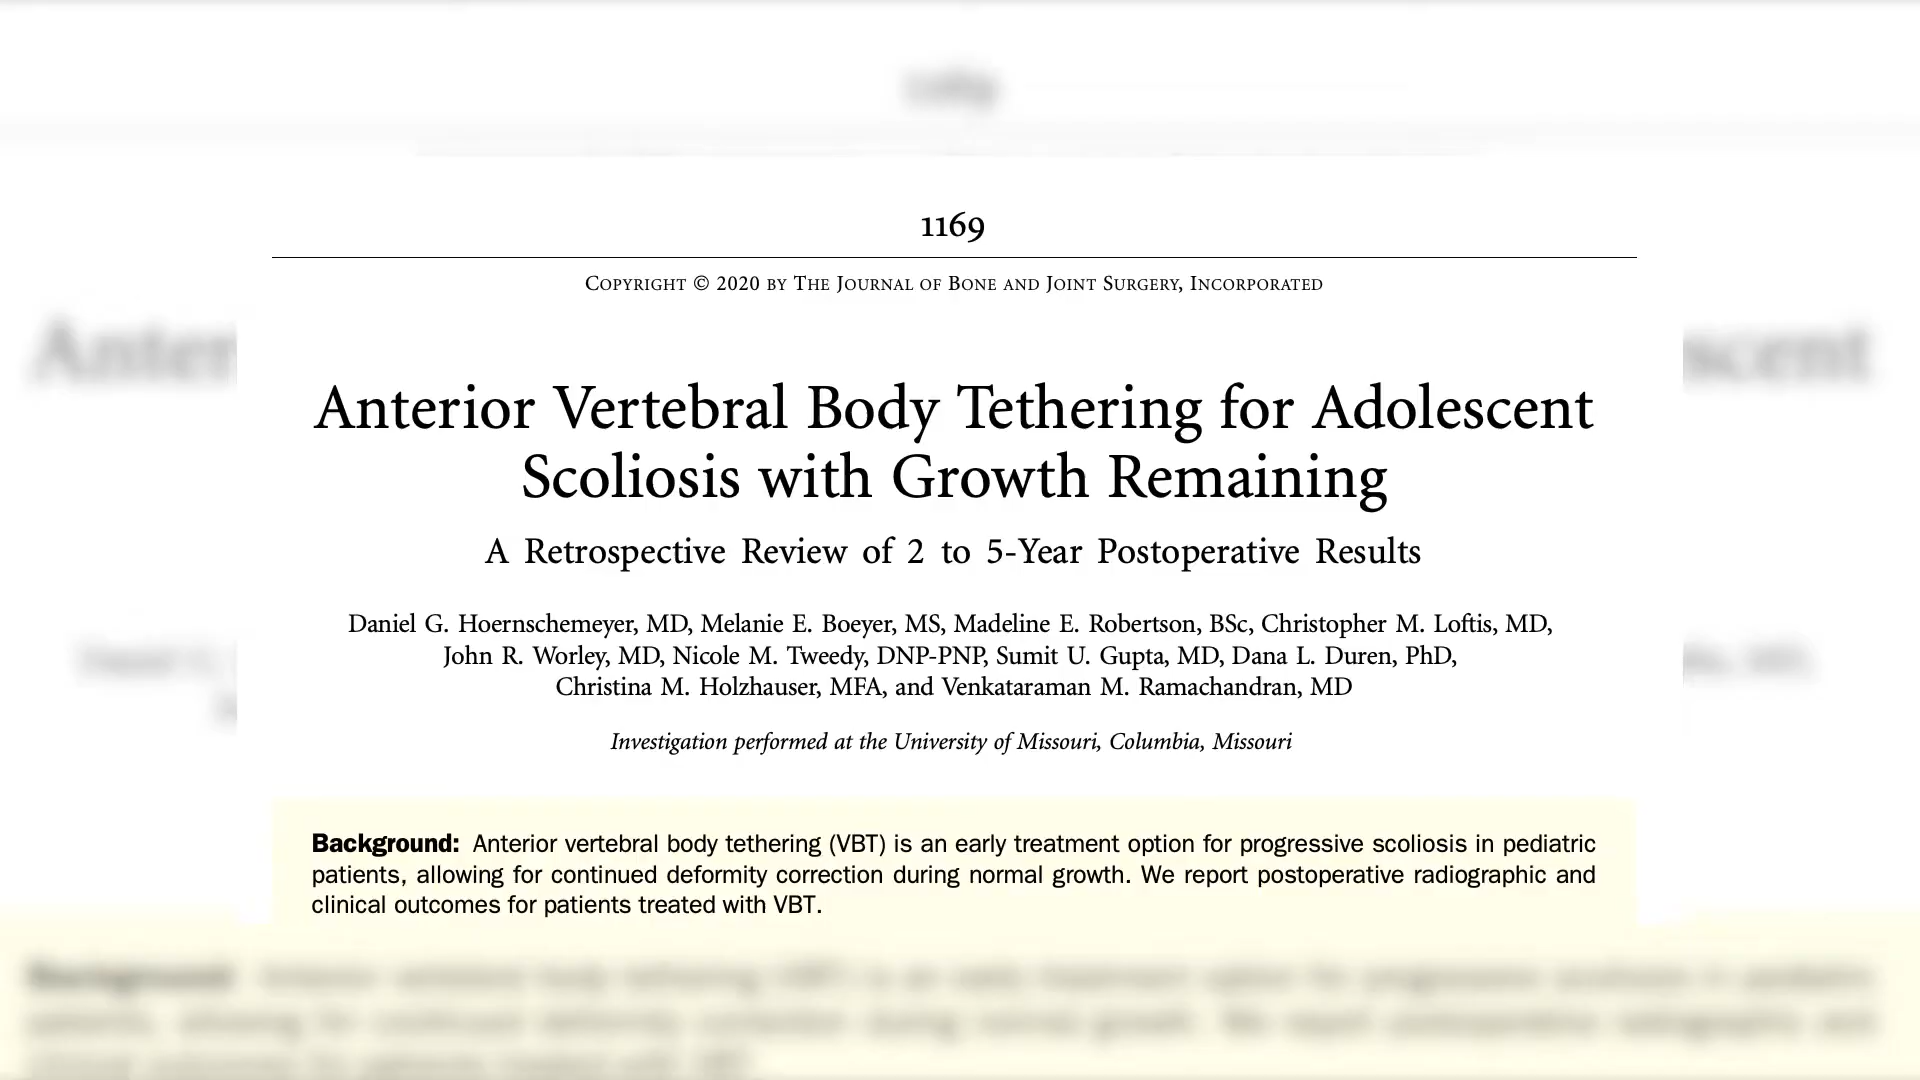 1169
COPYRIGHT © 2020 BY THE JOURNAL OF BONE AND JOINT SURGERY, INCORPORATED
Anterior Vertebral Body Tethering for Adolescent
Scoliosis with Growth Remaining
A Retrospective Review of 2 to 5-Year Postoperative Results
Daniel G. Hoernschemeyer, MD, Melanie E. Boeyer, MS, Madeline E. Robertson, BSc, Christopher M. Loftis, MD,
John R. Worley, MD, Nicole M. Tweedy, DNP-PNP, Sumit U. Gupta, MD, Dana L. Duren, PhD,
Christina M. Holzhauser, MFA, and Venkataraman M. Ramachandran, MD
Investigation performed at the University of Missouri, Columbia, Missouri
Background: Anterior vertebral body tethering (VBT) is an early treatment option for progressive scoliosis in pediatric
patients, allowing for continued deformity correction during normal growth. We report postoperative radiographic and
clinical outcomes for patients treated with VBT.